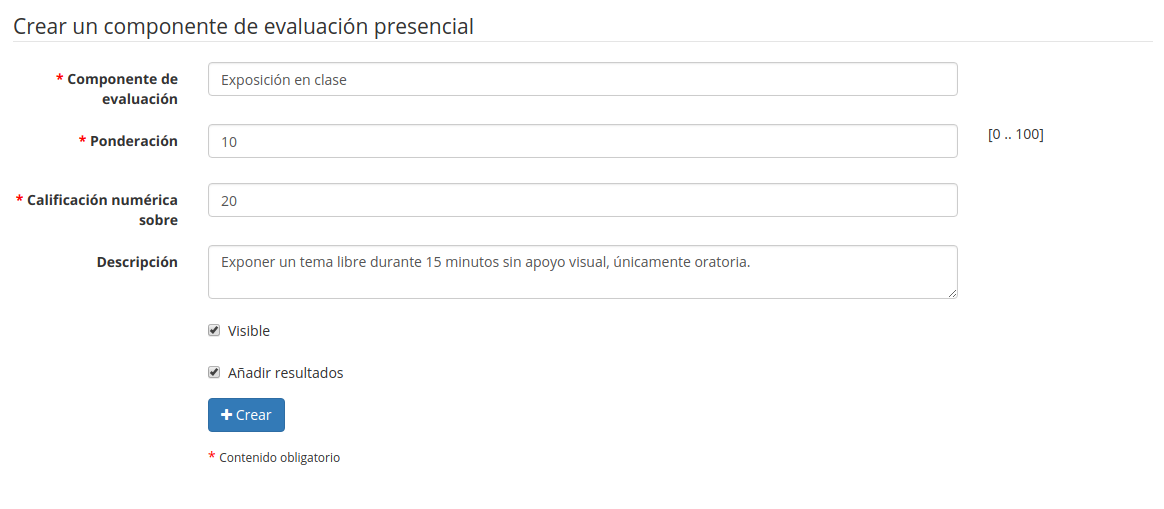 Crear un componente de evaluación presencial
* Componente de
evaluación
Exposición en clase
* Ponderación
10
[0 .. 100]
* Calificación numérica
sobre
20
Descripción
Exponer un tema libre durante 15 minutos sin apoyo visual, únicamente oratoria.
Visible
Añadir resultados
+ Crear
* Contenido obligatorio